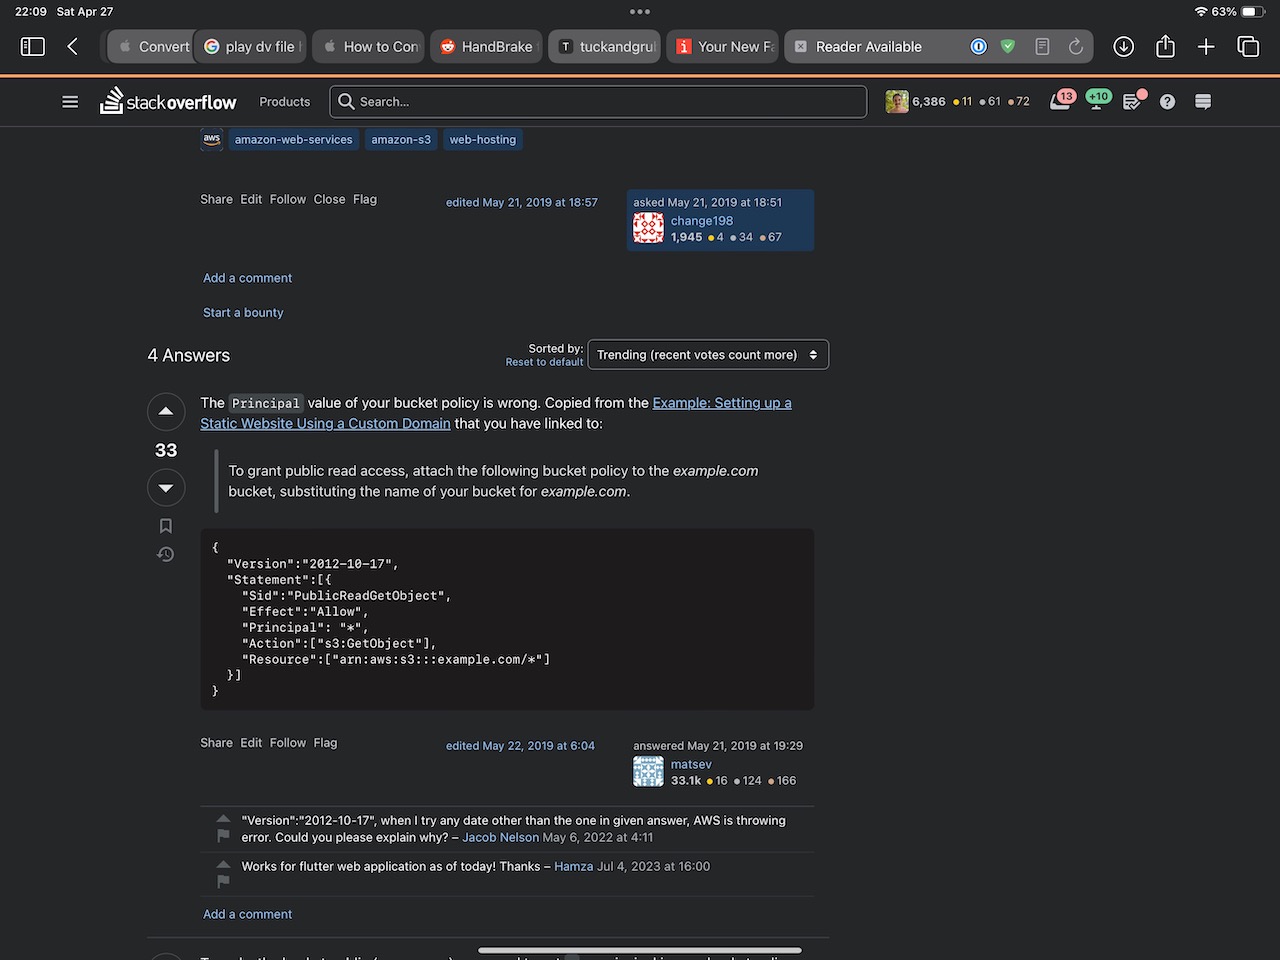 22:09 Sat Apr 27
63%
Convert
play dv file
How to Con
HandBrake
tuckandgrul
Your New Fa
Reader Available
stackoverflow
Products
Search...
6,386 11 61 72
13
+10
aws
amazon-web-services
amazon-s3
web-hosting
Share Edit Follow Close Flag
edited May 21, 2019 at 18:57
asked May 21, 2019 at 18:51
change198
1,945 4 34 67
Add a comment
Start a bounty
4 Answers
Sorted by:
Reset to default
Trending (recent votes count more)
The Principal value of your bucket policy is wrong. Copied from the Example: Setting up a
Static Website Using a Custom Domain that you have linked to:
33
To grant public read access, attach the following bucket policy to the example.com
bucket, substituting the name of your bucket for example.com.
{
"Version":"2012-10-17",
"Statement":[{
"Sid":"PublicReadGetObject",
"Effect":"Allow",
"Principal": "*",
"Action":["s3:GetObject"],
"Resource":["arn:aws:s3:::example.com/*"]
}]
}
Share Edit Follow Flag
edited May 22, 2019 at 6:04
answered May 21, 2019 at 19:29
matsev
33.1k 16 124 166
"Version":"2012-10-17", when I try any date other than the one in given answer, AWS is throwing
error. Could you please explain why? – Jacob Nelson May 6, 2022 at 4:11
Works for flutter web application as of today! Thanks – Hamza Jul 4, 2023 at 16:00
Add a comment